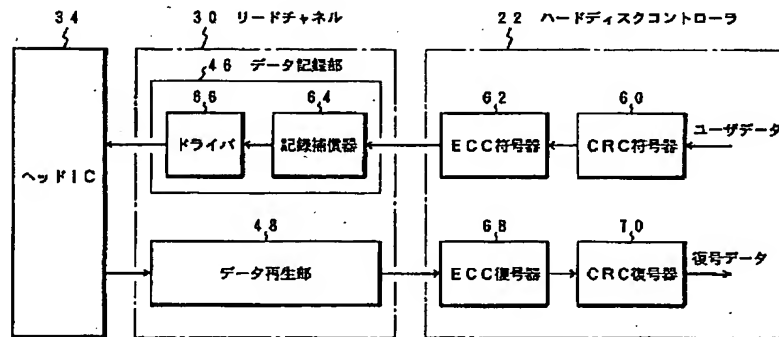 34
30 リードチャネル
22 ハードディスクコントローラ
46 データ記録部
66
64
62
60
ドライバ
記録補償器
ECC符号器
CRC符号器
ユーザデータ
ヘッドIC
48
68
70
データ再生部
ECC復号器
CRC復号器
復号データ